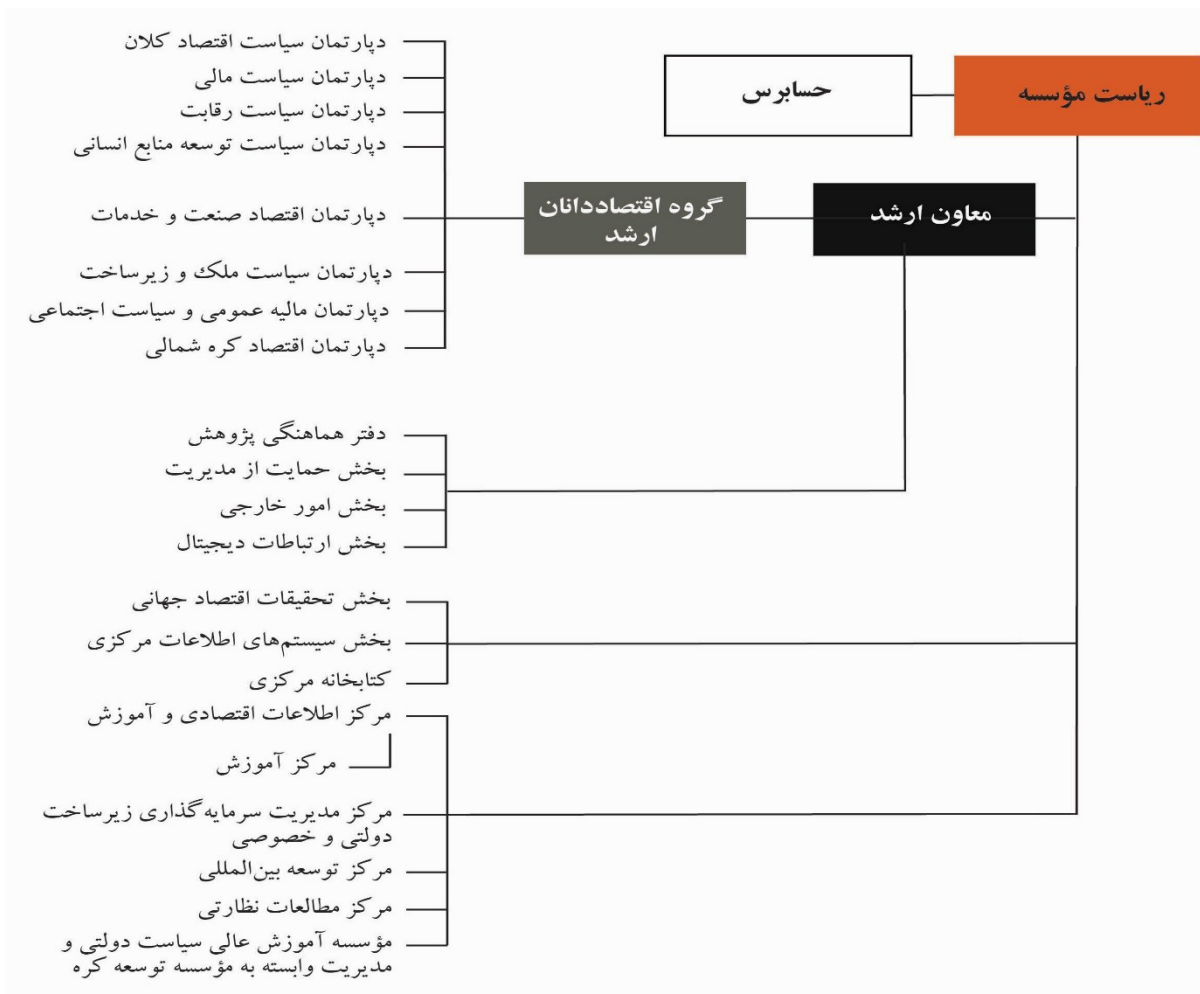 ریاست مؤسسه
حسابرس
معاون ارشد
گروه اقتصاددانان
ارشد
دپارتمان سیاست اقتصاد کلان
دپارتمان سیاست مالی
دپارتمان سیاست رقابت
دپارتمان سیاست توسعه منابع انسانی
دپارتمان اقتصاد صنعت و خدمات
دپارتمان سیاست ملک و زیرساخت
دپارتمان مالیه عمومی و سیاست اجتماعی
دپارتمان اقتصاد کره شمالی
دفتر هماهنگی پژوهش
بخش حمایت از مدیریت
بخش امور خارجی
بخش ارتباطات دیجیتال
بخش تحقیقات اقتصاد جهانی
بخش سیستم‌های اطلاعات مرکزی
کتابخانه مرکزی
مرکز اطلاعات اقتصادی و آموزش
مرکز آموزش
مرکز مدیریت سرمایه‌گذاری زیرساخت
دولتی و خصوصی
مرکز توسعه بین‌المللی
مرکز مطالعات نظارتی
مؤسسه آموزش عالی سیاست دولتی و
مدیریت وابسته به مؤسسه توسعه کره